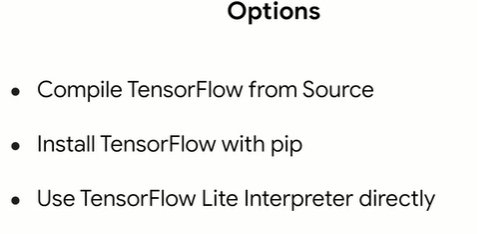 Options
• Compile TensorFlow from Source
• Install TensorFlow with pip
• Use TensorFlow Lite Interpreter directly